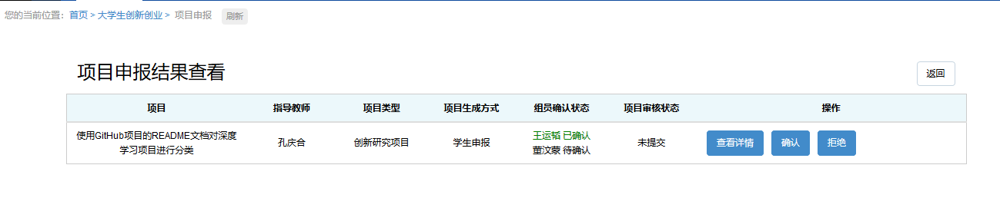 您的当前位置: 首页 > 大学生创新创业 > 项目申报 刷新
项目申报结果查看 返回
项目 指导教师 项目类型 项目生成方式 组员确认状态 项目审核状态 操作
使用GitHub项目的README文档对深度
学习项目进行分类
孔庆合 创新研究项目 学生申报
王运韬 已确认
董汶蒙 待确认
未提交 查看详情 确认 拒绝